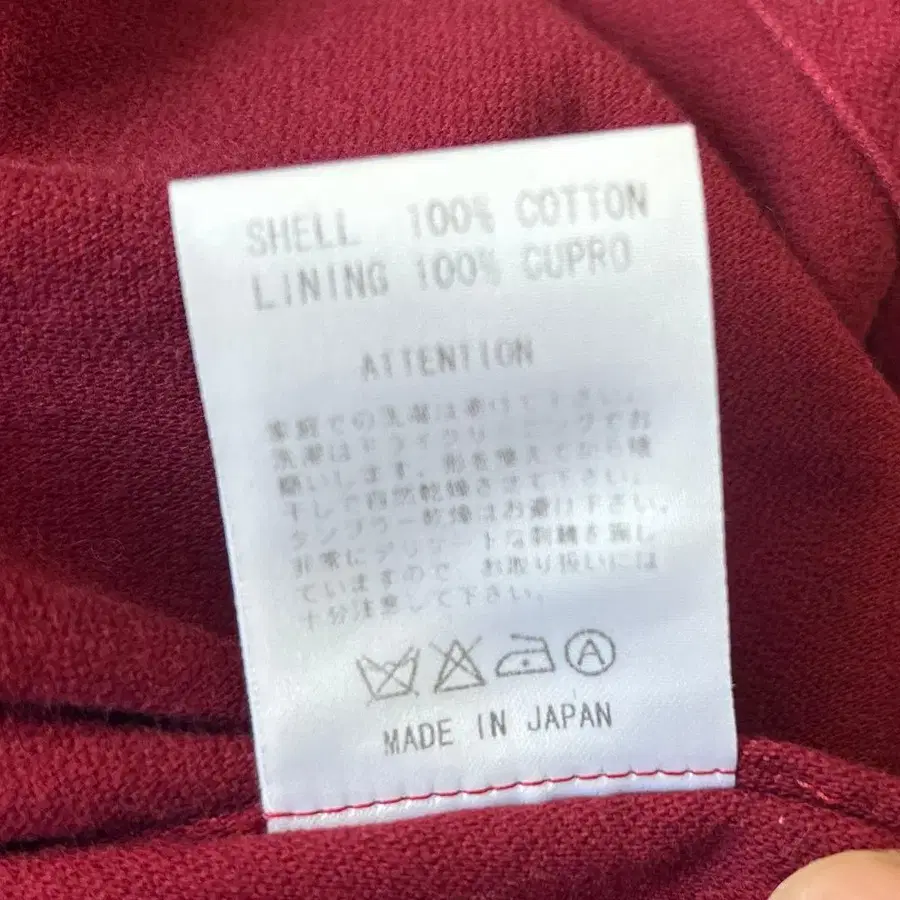 SHELL 100% COTTON
LINING 100% CUPRO
ATTENTION
家庭での洗濯は避けて下さい。
洗濯はドライクリーニングでお
願いします。形を整えてから陰
干しで自然乾燥させて下さい。
タンブラー乾燥はお避け下さい。
非常にデリケートな刺繍を施し
ていますので、お取り扱いには
十分注意して下さい。
A
MADE IN JAPAN